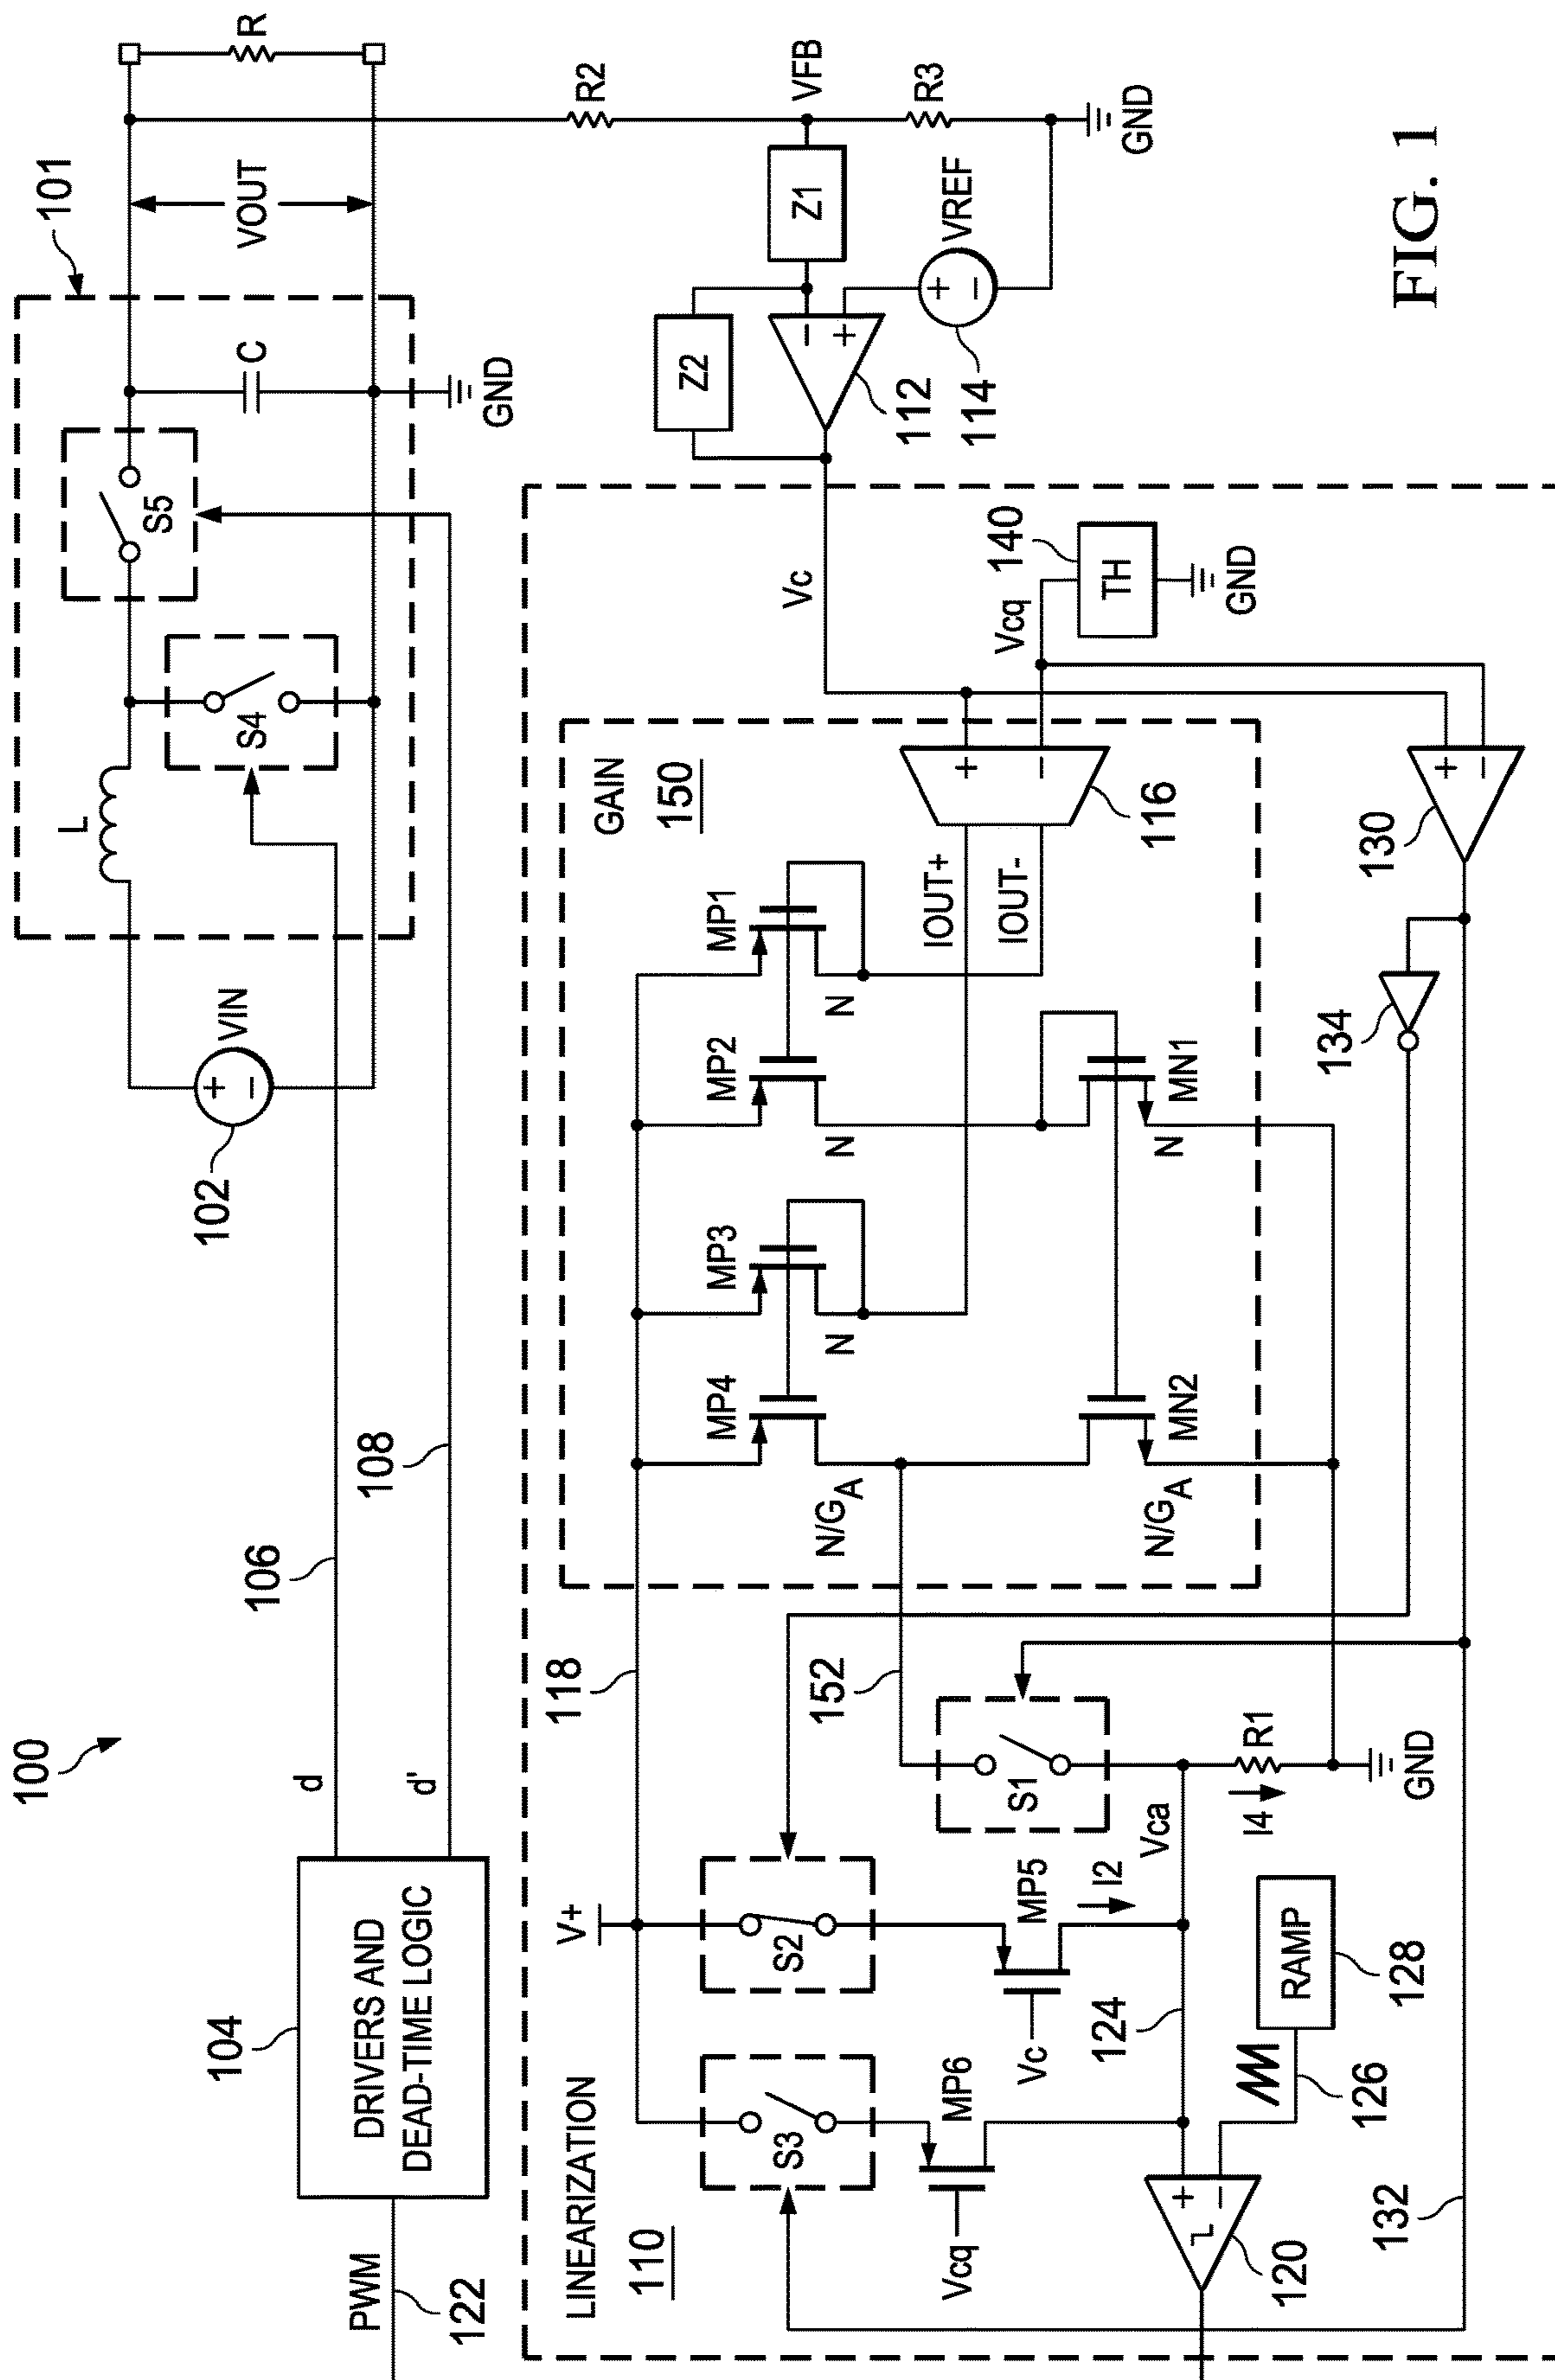 100
104
DRIVERS AND
DEAD-TIME LOGIC
PWM
122
d
d'
106
108
102
VIN
+
−
L
S4
S5
C
GND
101
VOUT
R
R2
VFB
R3
GND
Z1
Z2
−
+
112
VREF
+
−
114
Vc
Vcq
140
TH
GND
LINEARIZATION
110
V+
118
GAIN
150
MP1
N
MP2
N
MP3
N
MP4
N/GA
MN1
N
MN2
N/GA
IOUT+
IOUT-
+
−
116
152
S1
S2
S3
MP5
Vc
I2
MP6
Vcq
Vca
I4
R1
GND
124
RAMP
128
126
+
−
120
132
+
−
130
134
FIG. 1